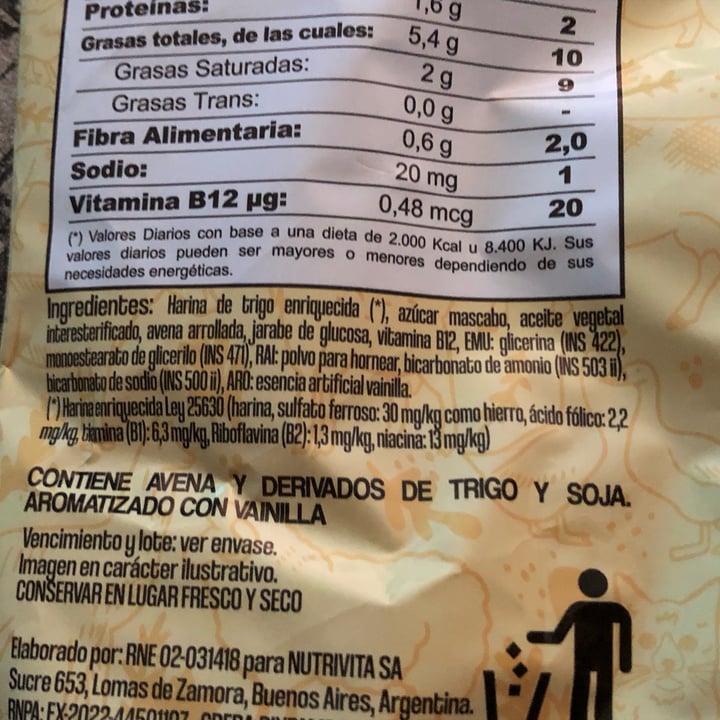 Proteínas: 1,6 g 2
Grasas totales, de las cuales: 5,4 g 10
Grasas Saturadas: 2 g 9
Grasas Trans: 0,0 g -
Fibra Alimentaria: 0,6 g 2,0
Sodio: 20 mg 1
Vitamina B12 µg: 0,48 mcg 20
(*) Valores Diarios con base a una dieta de 2.000 Kcal u 8.400 KJ. Sus
valores diarios pueden ser mayores o menores dependiendo de sus
necesidades energéticas.
Ingredientes: Harina de trigo enriquecida (*), azúcar mascabo, aceite vegetal
interesterificado, avena arrollada, jarabe de glucosa, vitamina B12, EMU: glicerina (INS 422),
monoestearato de glicerilo (INS 471), RAI: polvo para hornear, bicarbonato de amonio (INS 503 ii),
bicarbonato de sodio (INS 500 ii), ARO: esencia artificial vainilla.
(*) Harina enriquecida Ley 25630 (harina, sulfato ferroso: 30 mg/kg como hierro, ácido fólico: 2,2
mg/kg, tiamina (B1): 6,3 mg/kg, Riboflavina (B2): 1,3 mg/kg, niacina: 13 mg/kg)
CONTIENE AVENA Y DERIVADOS DE TRIGO Y SOJA.
AROMATIZADO CON VAINILLA
Vencimiento y lote: ver envase.
Imagen en carácter ilustrativo.
CONSERVAR EN LUGAR FRESCO Y SECO
Elaborado por: RNE 02-031418 para NUTRIVITA SA
Sucre 653, Lomas de Zamora, Buenos Aires, Argentina.
RNPA: EX-2022-